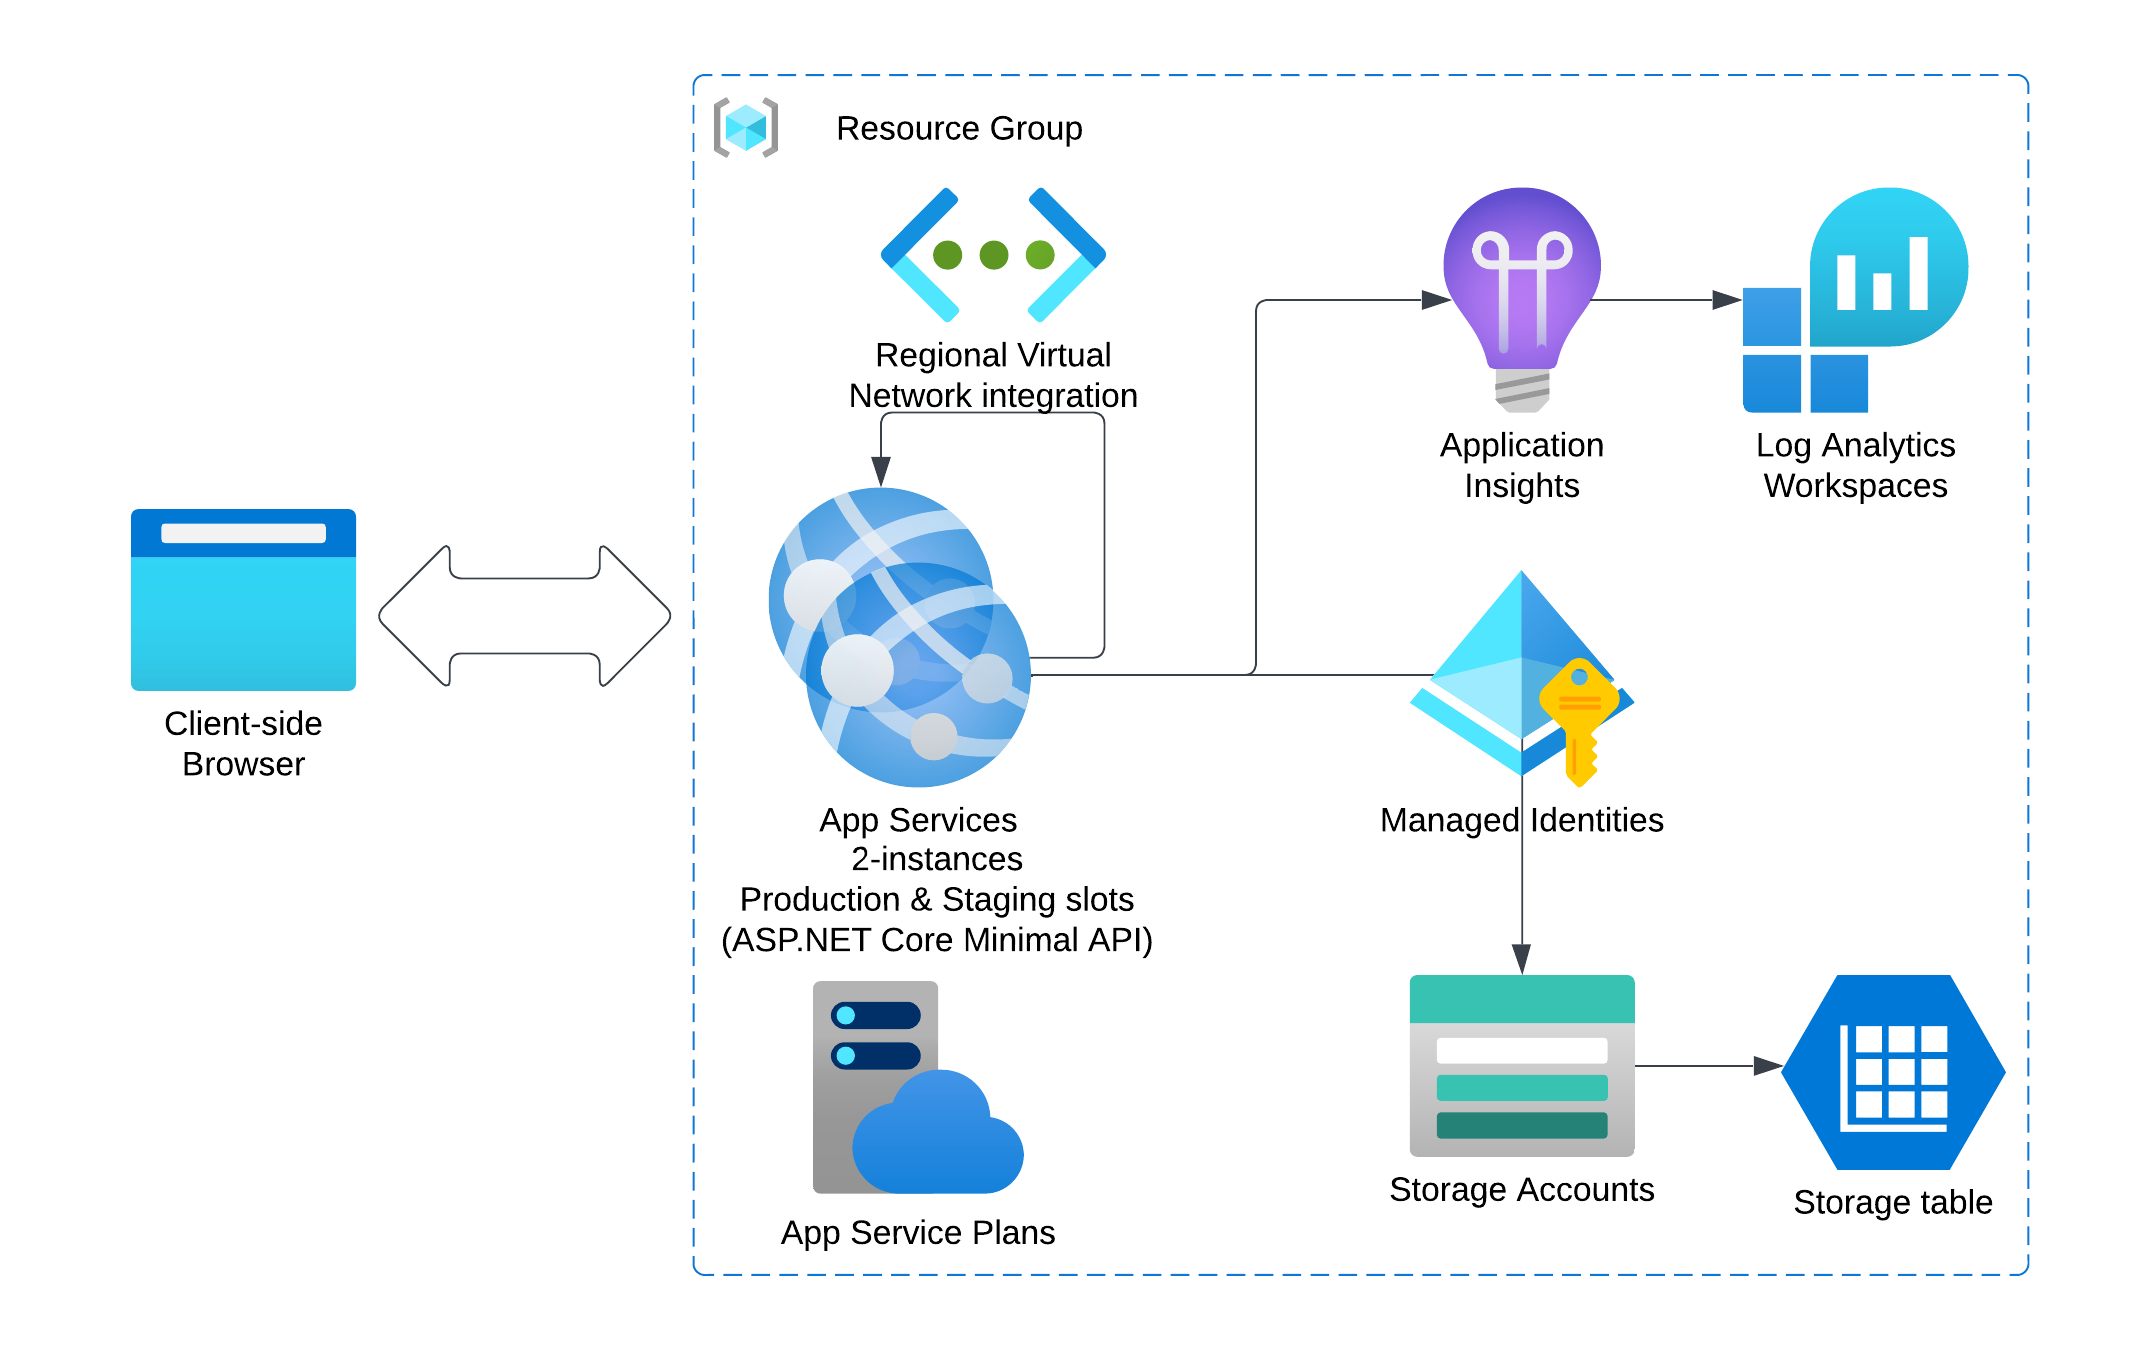 Resource Group
Regional Virtual
Network integration
Application
Insights
Log Analytics
Workspaces
Client-side
Browser
App Services
2-instances
Production & Staging slots
(ASP.NET Core Minimal API)
Managed Identities
App Service Plans
Storage Accounts
Storage table